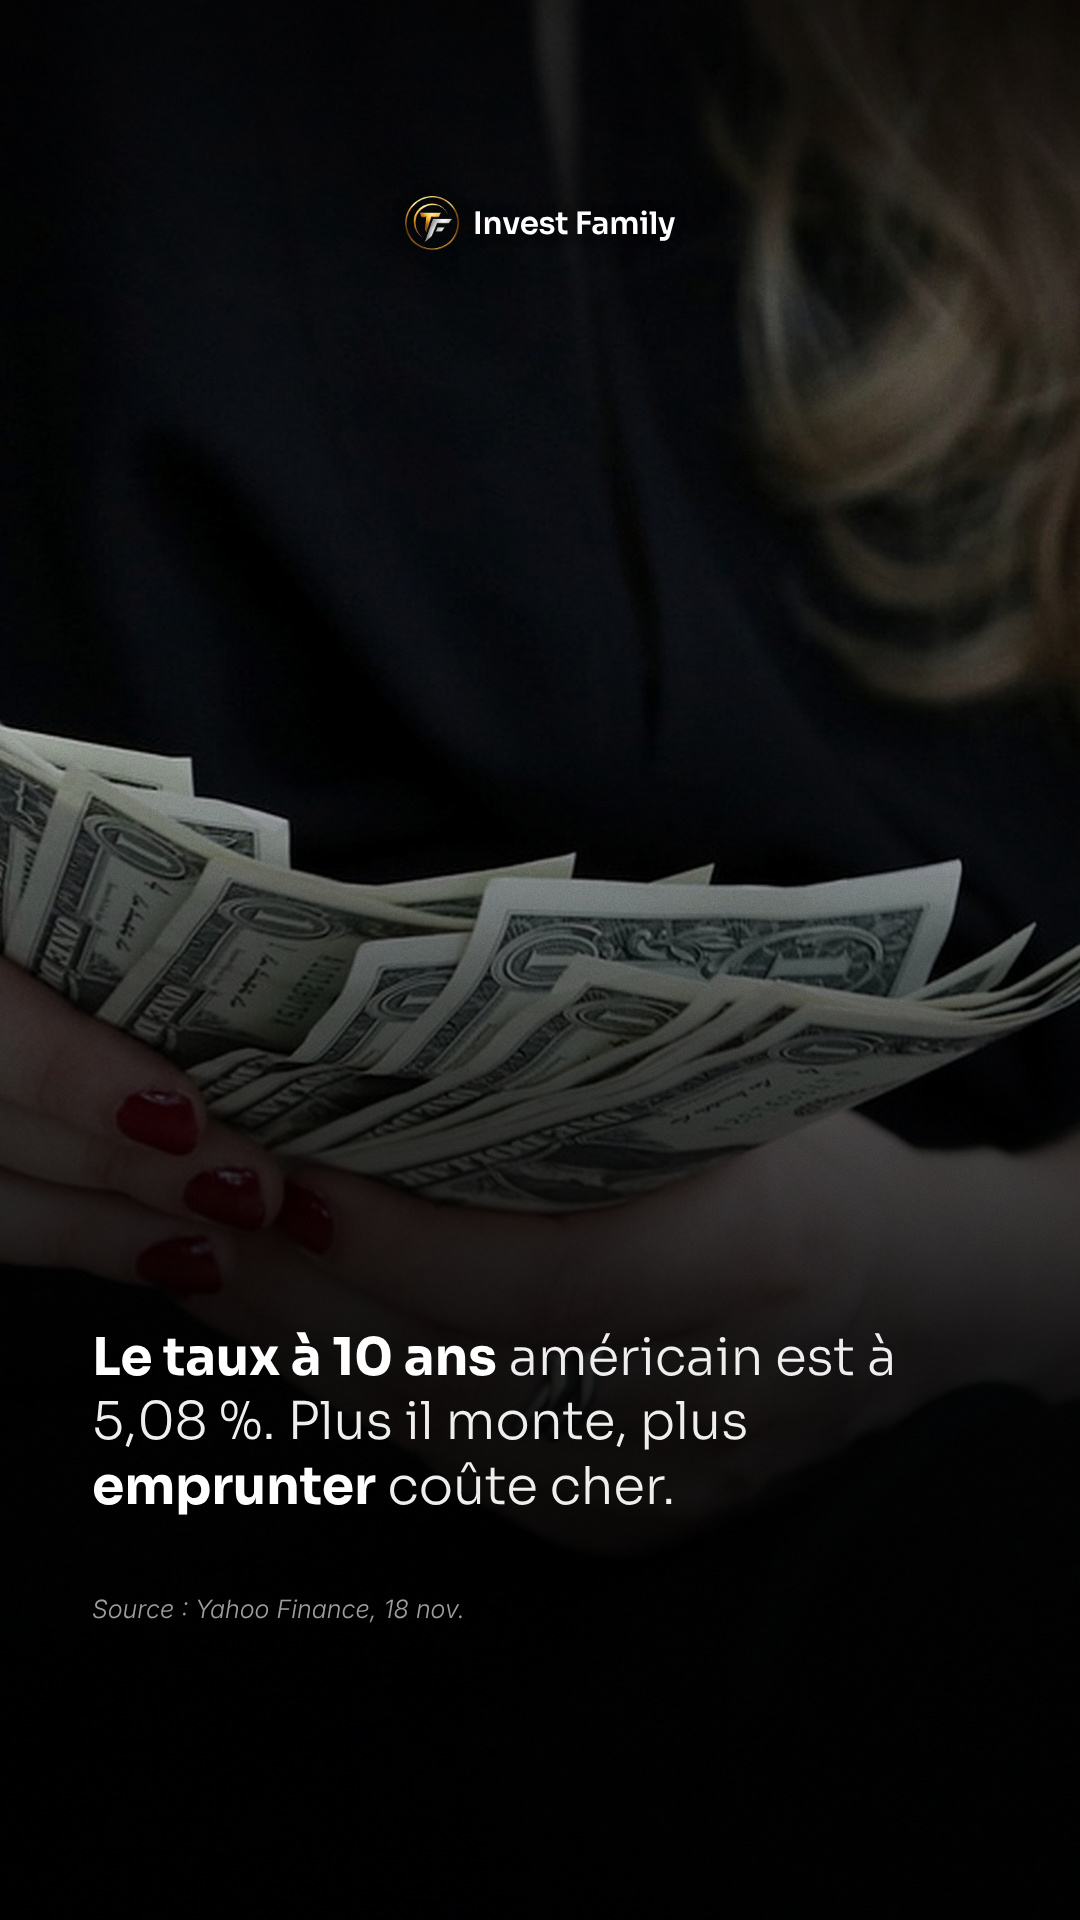 Invest Family
Le taux à 10 ans américain est à
5,08 %. Plus il monte, plus
emprunter coûte cher.
Source : Yahoo Finance, 18 nov.